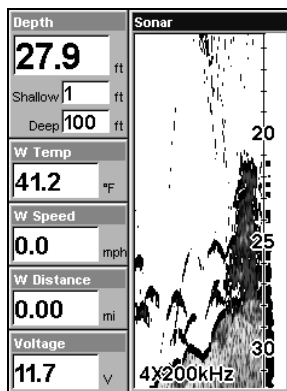 Depth
27.9 ft
Shallow 1 ft
Deep 100 ft
W Temp
41.2 °F
W Speed
0.0 mph
W Distance
0.00 mi
Voltage
11.7 V
Sonar
20
25
30
4X200kHz